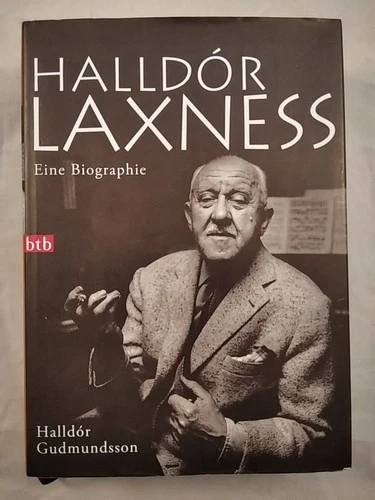 HALLDÓR
LAXNESS
Eine Biographie
btb
Halldór
Gudmundsson